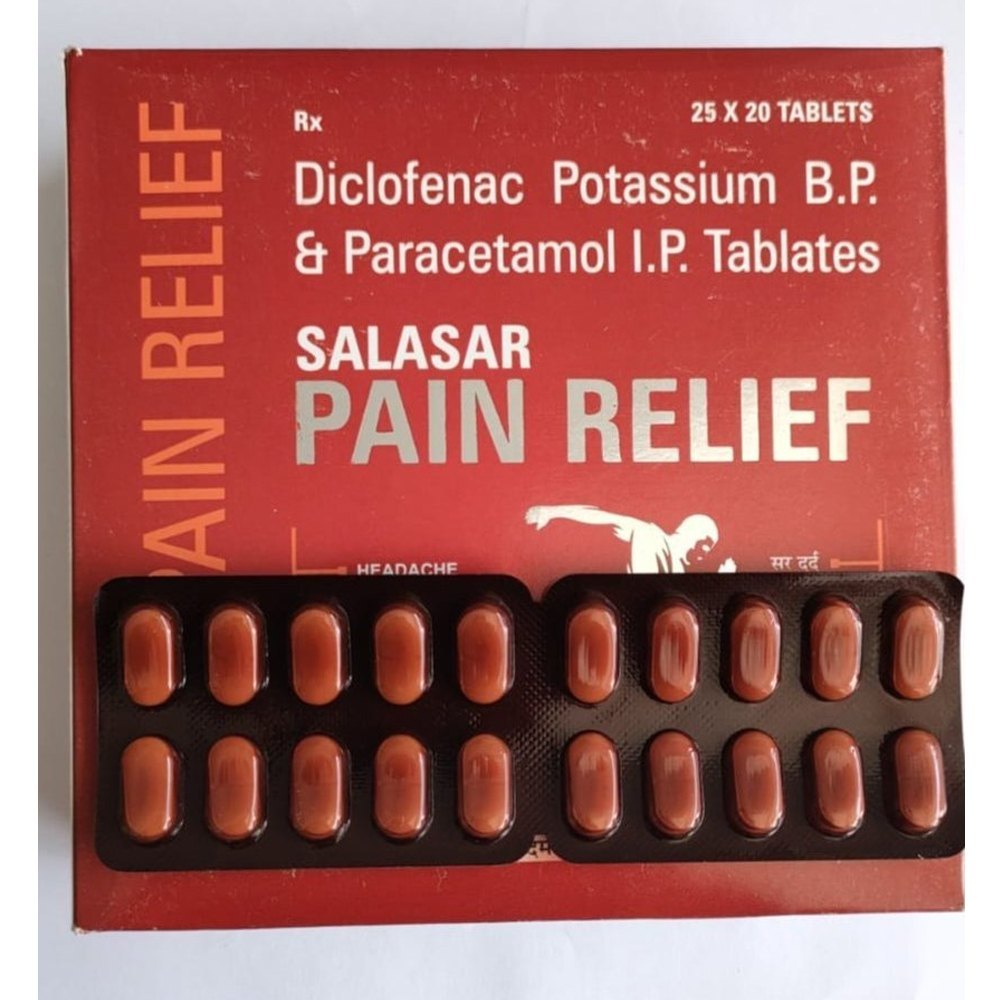 PAIN RELIEF
Rx
25 X 20 TABLETS
Diclofenac Potassium B.P.
& Paracetamol I.P. Tablates
SALASAR
PAIN RELIEF
HEADACHE
सर दर्द